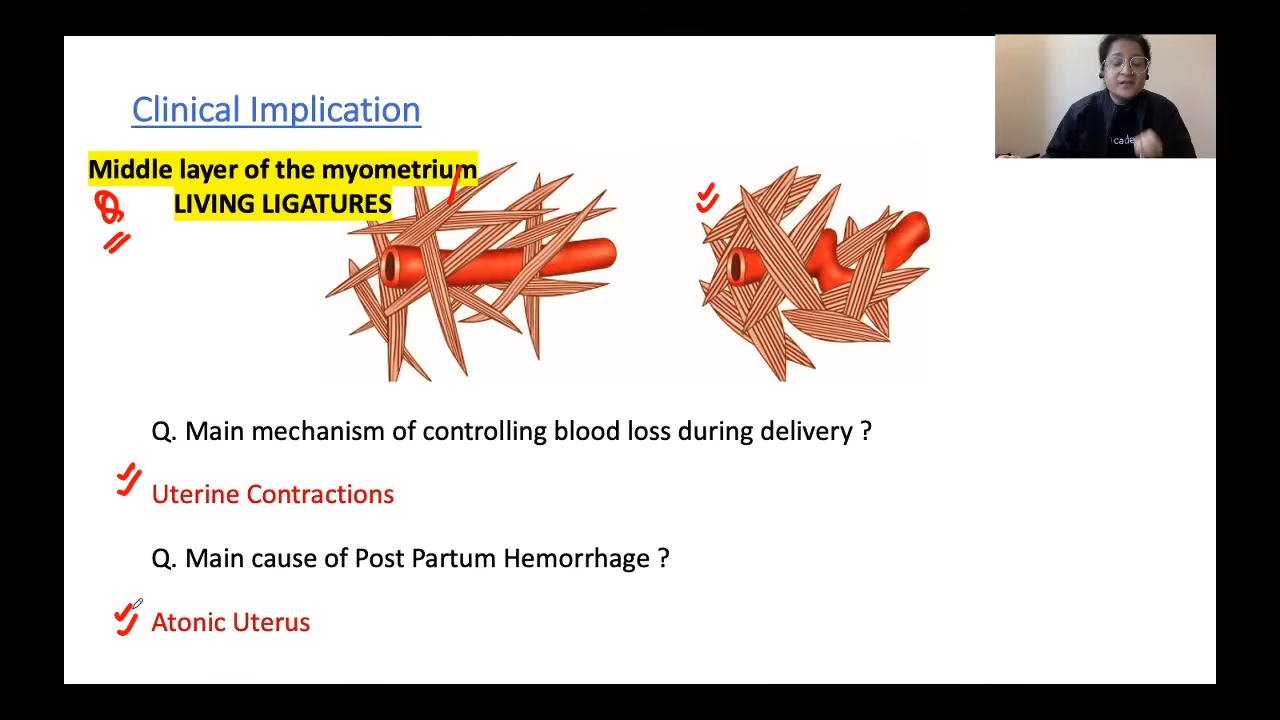 Clinical Implication
Middle layer of the myometrium
LIVING LIGATURES
Q. Main mechanism of controlling blood loss during delivery ?
Uterine Contractions
Q. Main cause of Post Partum Hemorrhage ?
Atonic Uterus